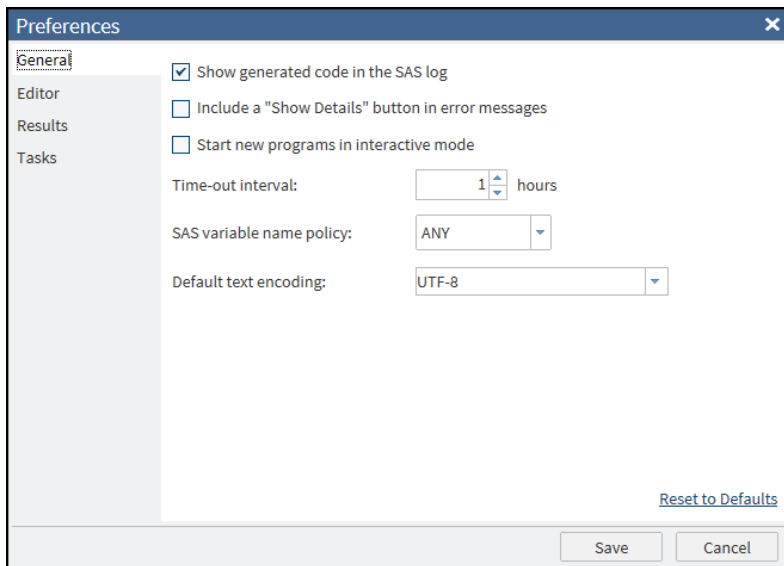 Preferences
General
Editor
Results
Tasks
Show generated code in the SAS log
Include a "Show Details" button in error messages
Start new programs in interactive mode
Time-out interval: 1 hours
SAS variable name policy: ANY
Default text encoding: UTF-8
Reset to Defaults
Save Cancel